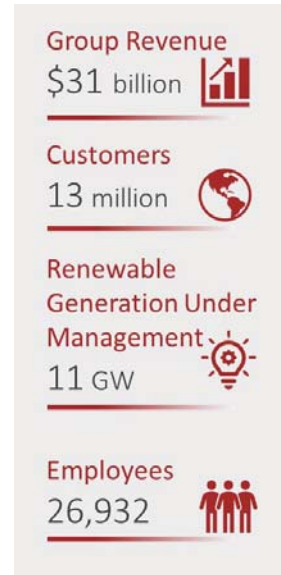 Group Revenue
$31 billion
Customers
13 million
Renewable
Generation Under
Management
11 GW
Employees
26,932